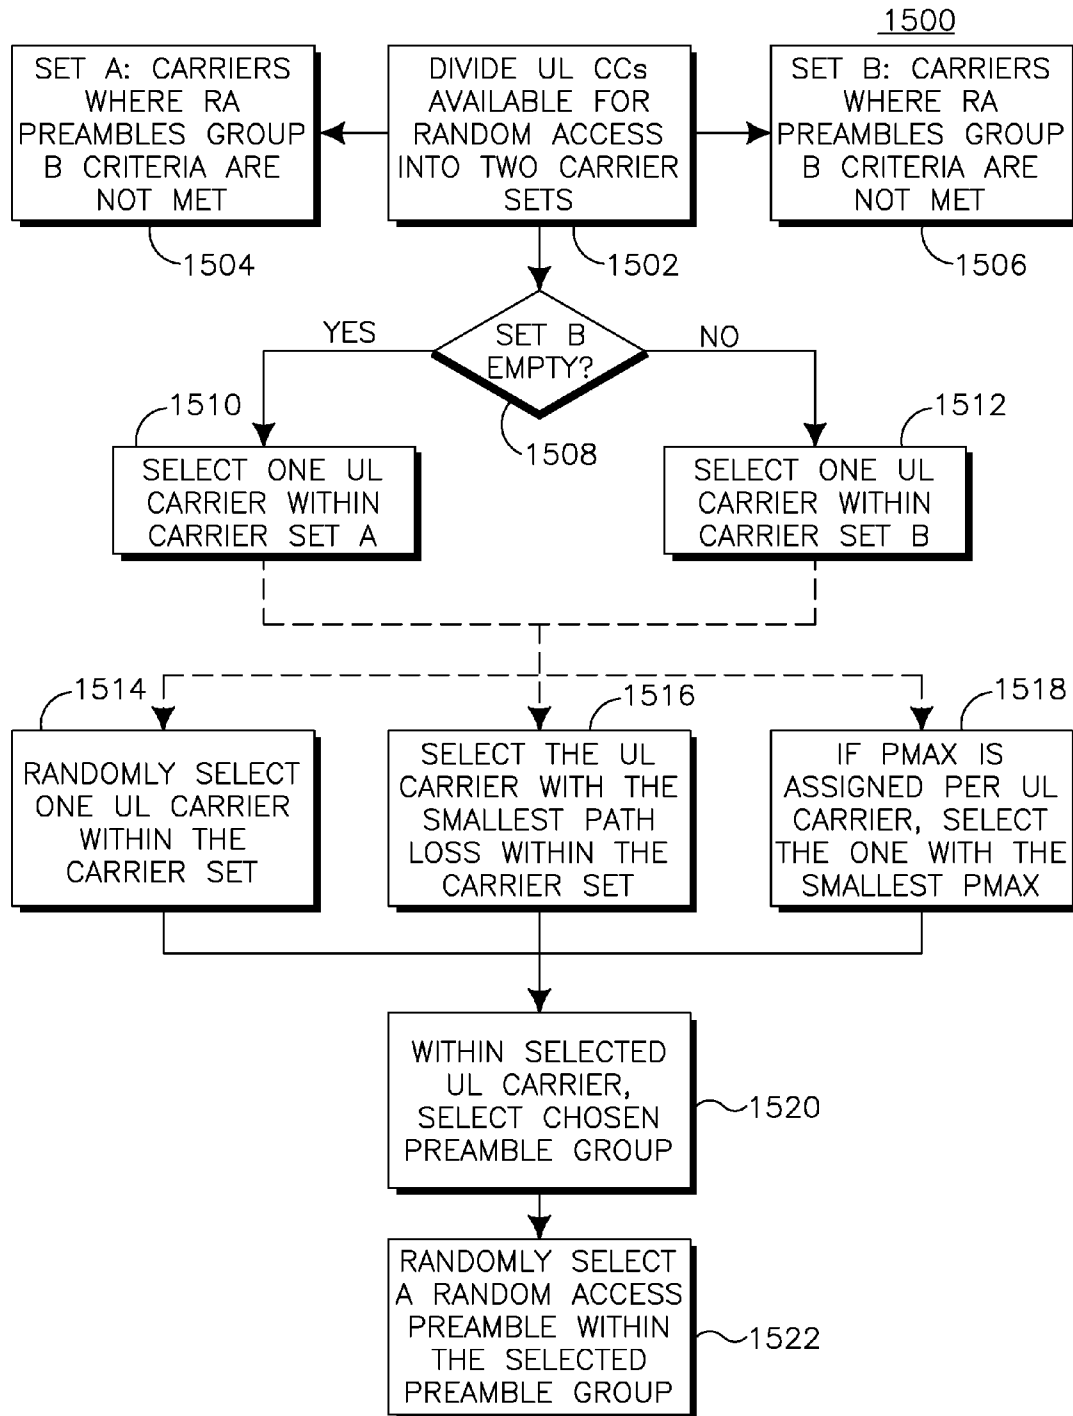 1500
SET A: CARRIERS
WHERE RA
PREAMBLES GROUP
B CRITERIA ARE
NOT MET
DIVIDE UL CCs
AVAILABLE FOR
RANDOM ACCESS
INTO TWO CARRIER
SETS
SET B: CARRIERS
WHERE RA
PREAMBLES GROUP
B CRITERIA ARE
NOT MET
1504
1502
1506
YES
SET B
EMPTY?
NO
1508
1510
1512
SELECT ONE UL
CARRIER WITHIN
CARRIER SET A
SELECT ONE UL
CARRIER WITHIN
CARRIER SET B
1514
1516
1518
RANDOMLY SELECT
ONE UL CARRIER
WITHIN THE
CARRIER SET
SELECT THE UL
CARRIER WITH THE
SMALLEST PATH
LOSS WITHIN THE
CARRIER SET
IF PMAX IS
ASSIGNED PER UL
CARRIER, SELECT
THE ONE WITH THE
SMALLEST PMAX
WITHIN SELECTED
UL CARRIER,
SELECT CHOSEN
PREAMBLE GROUP
1520
RANDOMLY SELECT
A RANDOM ACCESS
PREAMBLE WITHIN
THE SELECTED
PREAMBLE GROUP
1522